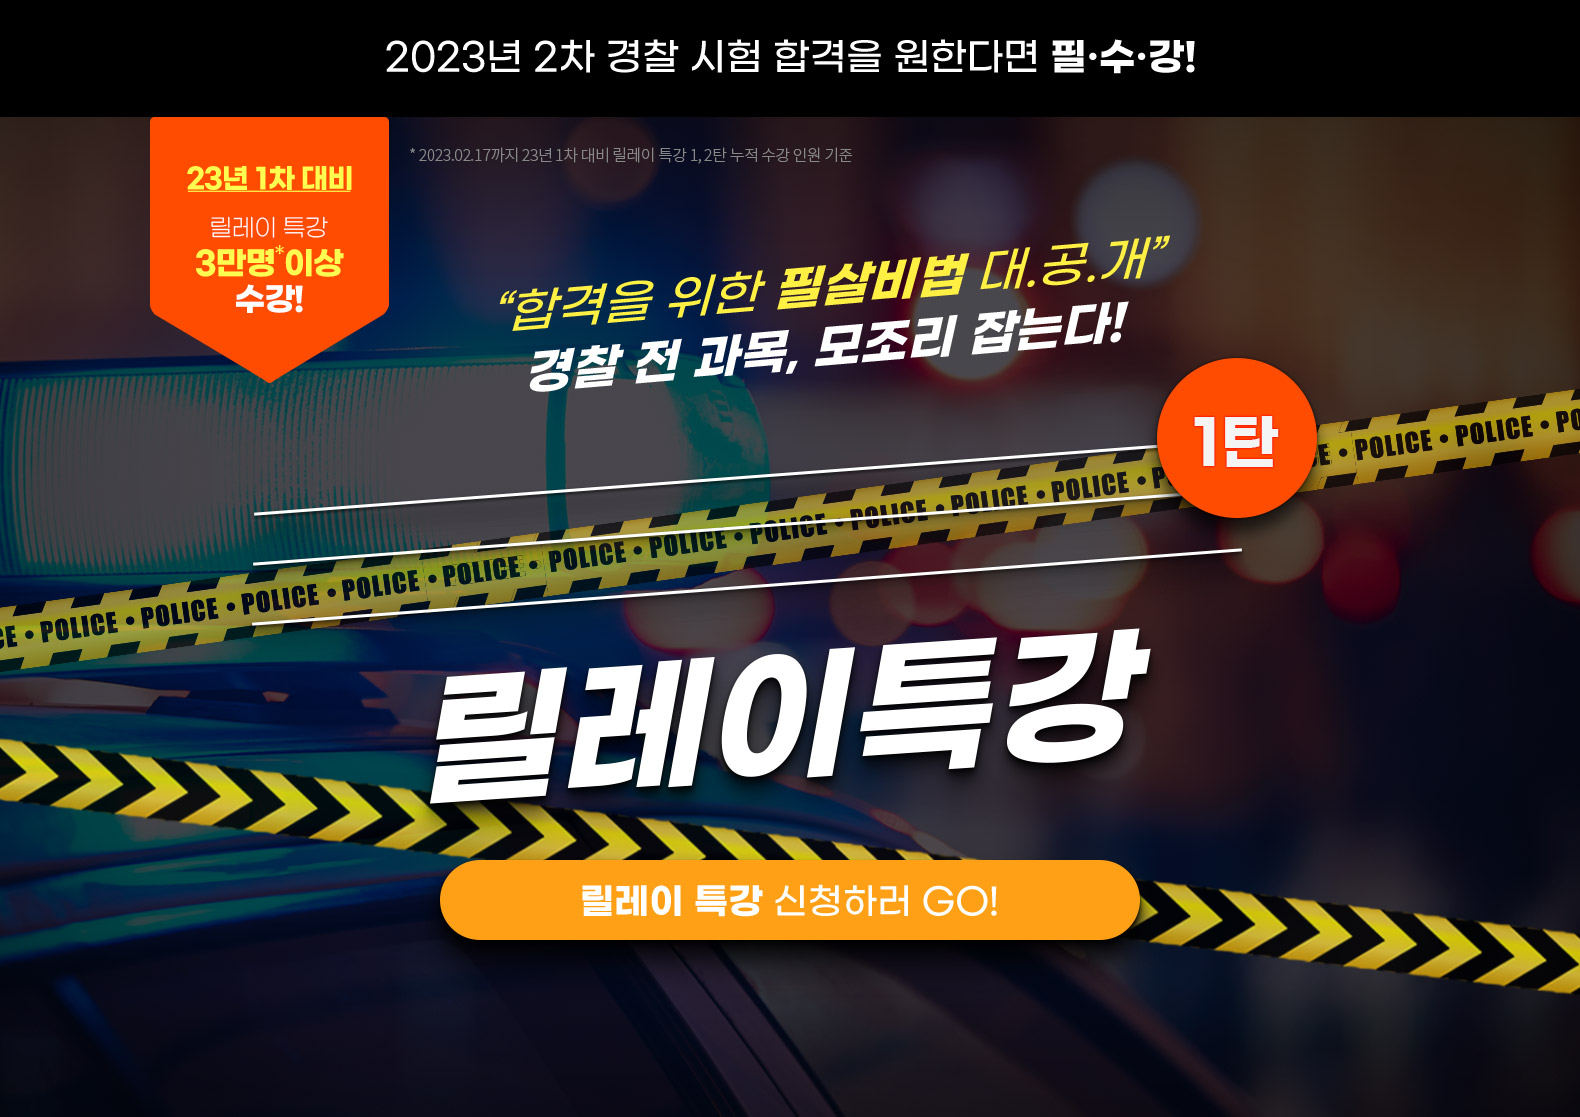 2023년 2차 경찰 시험 합격을 원한다면 필·수·강!
23년 1차 대비
릴레이 특강
3만명*이상
수강!
* 2023.02.17까지 23년 1차 대비 릴레이 특강 1, 2탄 누적 수강 인원 기준
“합격을 위한 필살비법 대.공.개”
경찰 전 과목, 모조리 잡는다!
1탄
CE • POLICE • POLICE • POLICE • POLICE • POLICE • POLICE • POLICE • POLICE • POLICE • POLICE • POLICE • P
E • POLICE • POLICE • PO
릴레이특강
릴레이 특강 신청하러 GO!